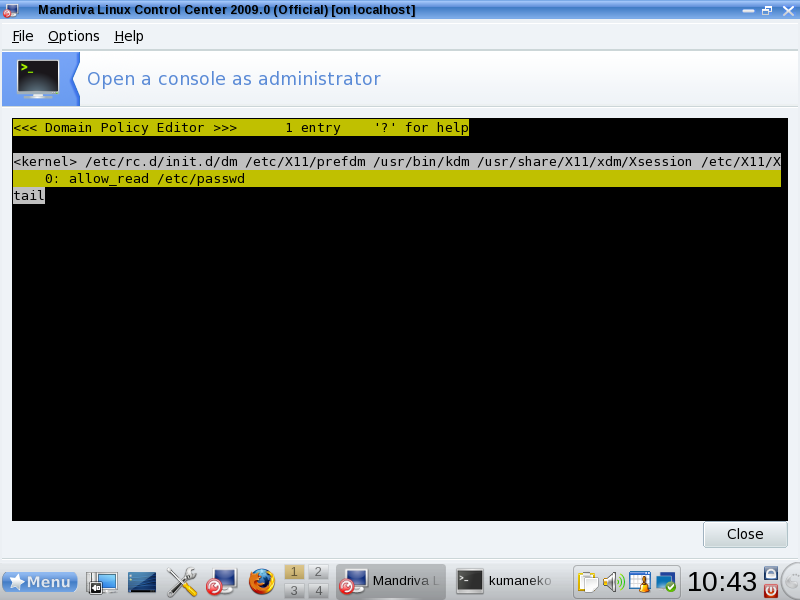 Mandriva Linux Control Center 2009.0 (Official) [on localhost]
File Options Help
>_
Open a console as administrator
<<< Domain Policy Editor >>>      1 entry    '?' for help
<kernel> /etc/rc.d/init.d/dm /etc/X11/prefdm /usr/bin/kdm /usr/share/X11/xdm/Xsession /etc/X11/X
    0: allow_read /etc/passwd
tail
Close
Menu 1 2 Mandriva L kumaneko 10:43
3 4